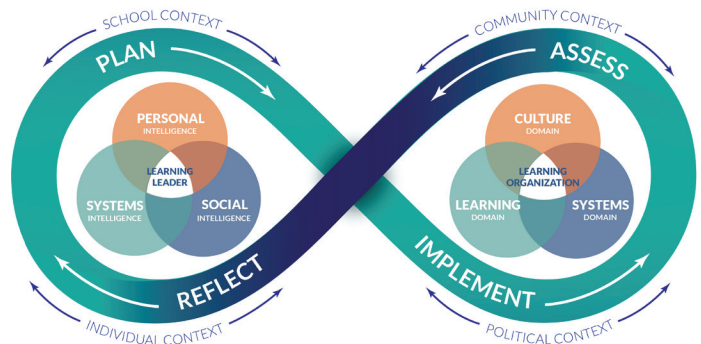 SCHOOL CONTEXT
PLAN
PERSONAL
INTELLIGENCE
LEARNING
LEADER
SYSTEMS
INTELLIGENCE
SOCIAL
INTELLIGENCE
REFLECT
INDIVIDUAL CONTEXT
COMMUNITY CONTEXT
ASSESS
CULTURE
DOMAIN
LEARNING
ORGANIZATION
LEARNING
DOMAIN
SYSTEMS
DOMAIN
IMPLEMENT
POLITICAL CONTEXT